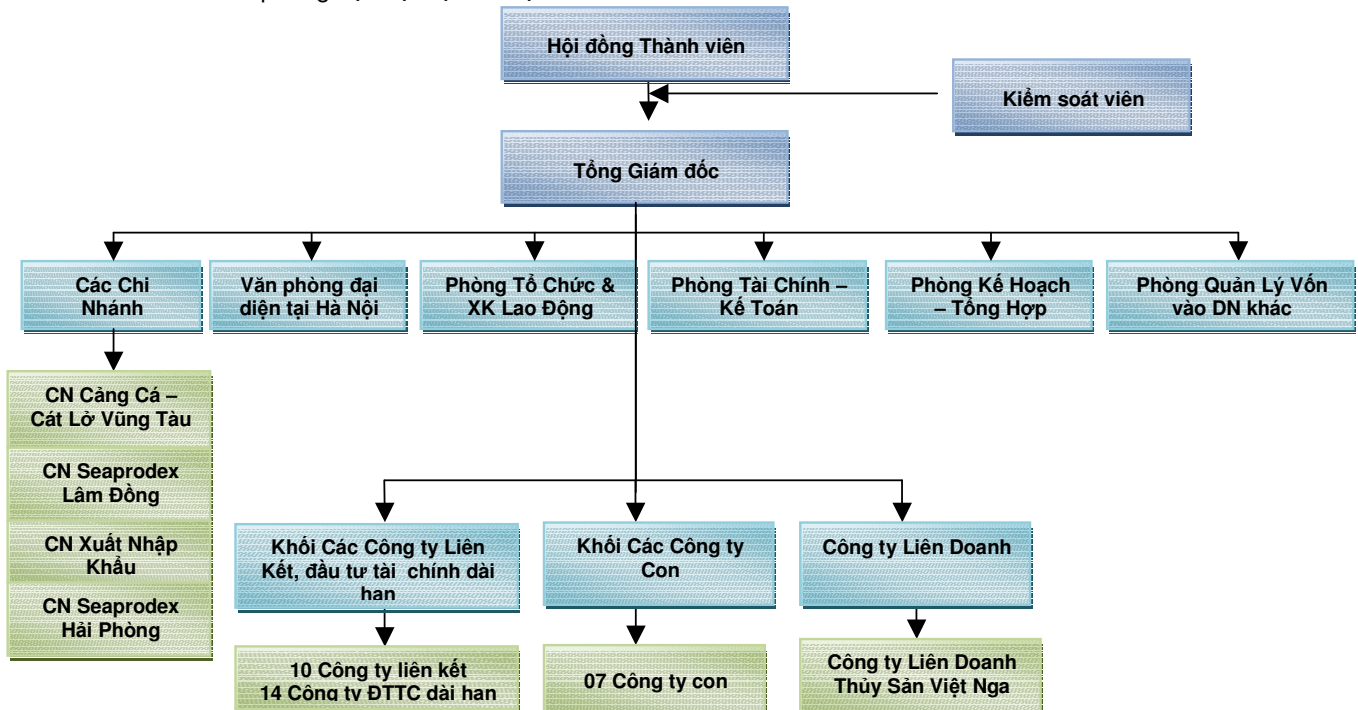 Hội đồng Thành viên
Kiểm soát viên
Tổng Giám đốc
Các Chi
Nhánh
Văn phòng đại
diện tại Hà Nội
Phòng Tổ Chức &
XK Lao Động
Phòng Tài Chính –
Kế Toán
Phòng Kế Hoạch
– Tổng Hợp
Phòng Quản Lý Vốn
vào DN khác
CN Cảng Cá –
Cát Lở Vũng Tàu
CN Seaprodex
Lâm Đồng
CN Xuất Nhập
Khẩu
CN Seaprodex
Hải Phòng
Khối Các Công ty Liên
Kết, đầu tư tài chính dài
hạn
Khối Các Công ty
Con
Công ty Liên Doanh
10 Công ty liên kết
14 Công ty ĐTTC dài hạn
07 Công ty con
Công ty Liên Doanh
Thủy Sản Việt Nga